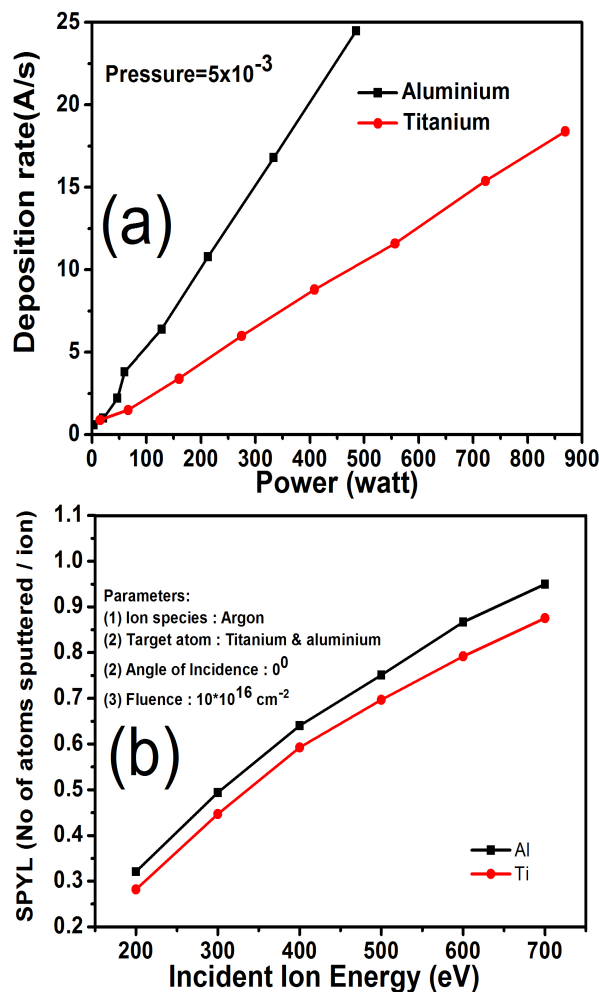 25
20
15
10
5
0
Deposition rate(A/s)
Pressure=5x10⁻³
Aluminium
Titanium
(a)
0 100 200 300 400 500 600 700 800 900
Power (watt)
1.1
1.0
0.9
0.8
0.7
0.6
0.5
0.4
0.3
0.2
SPYL (No of atoms sputtered / ion)
Parameters:
(1) Ion species : Argon
(2) Target atom : Titanium & aluminium
(2) Angle of Incidence : 0⁰
(3) Fluence : 10*10¹⁶ cm⁻²
(b)
Al
Ti
200 300 400 500 600 700
Incident Ion Energy (eV)